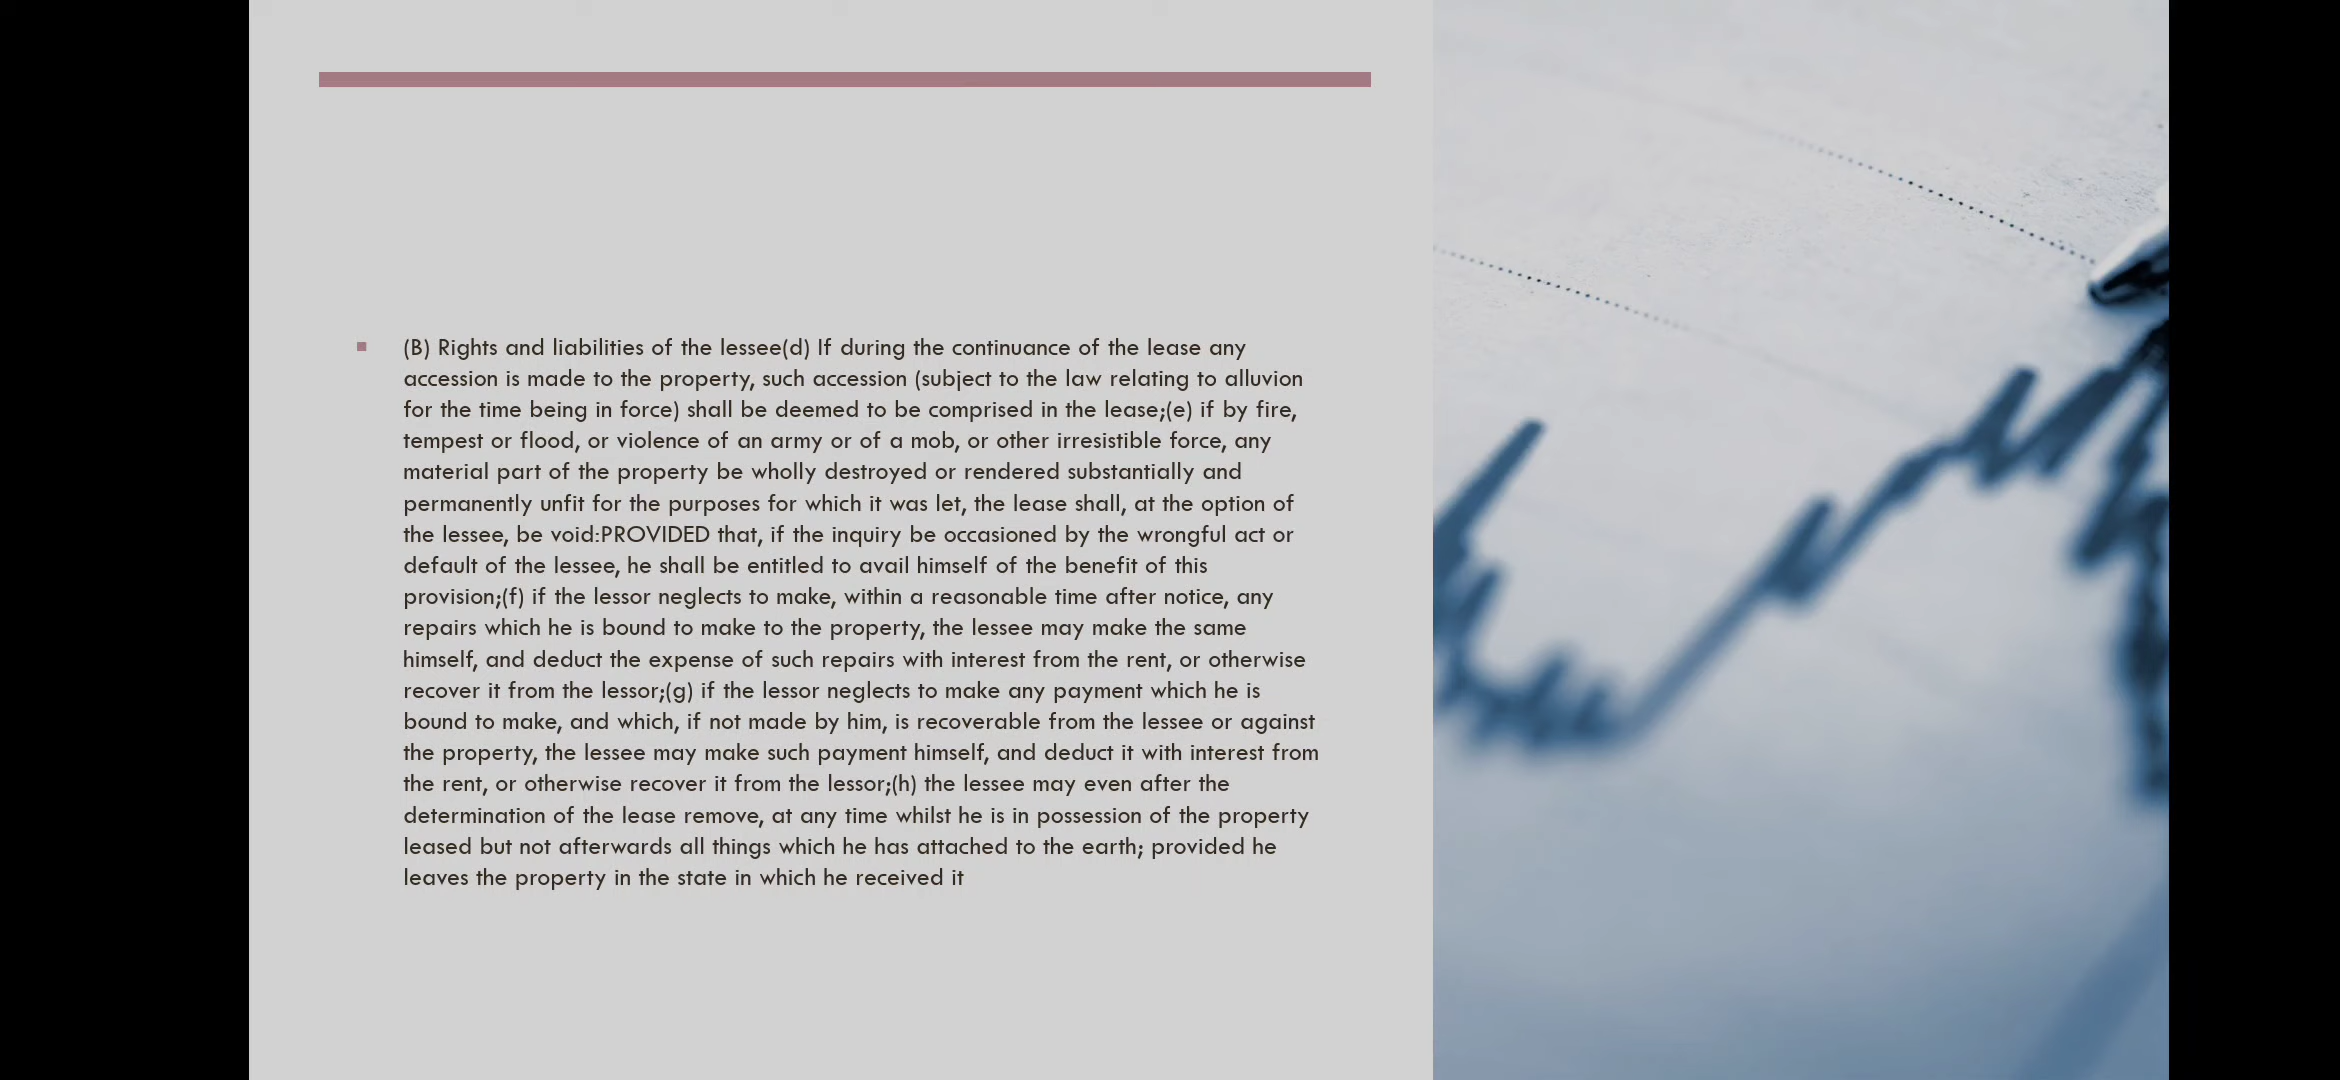 (B) Rights and liabilities of the lessee(d) If during the continuance of the lease any
accession is made to the property, such accession (subject to the law relating to alluvion
for the time being in force) shall be deemed to be comprised in the lease;(e) if by fire,
tempest or flood, or violence of an army or of a mob, or other irresistible force, any
material part of the property be wholly destroyed or rendered substantially and
permanently unfit for the purposes for which it was let, the lease shall, at the option of
the lessee, be void:PROVIDED that, if the inquiry be occasioned by the wrongful act or
default of the lessee, he shall be entitled to avail himself of the benefit of this
provision;(f) if the lessor neglects to make, within a reasonable time after notice, any
repairs which he is bound to make to the property, the lessee may make the same
himself, and deduct the expense of such repairs with interest from the rent, or otherwise
recover it from the lessor;(g) if the lessor neglects to make any payment which he is
bound to make, and which, if not made by him, is recoverable from the lessee or against
the property, the lessee may make such payment himself, and deduct it with interest from
the rent, or otherwise recover it from the lessor;(h) the lessee may even after the
determination of the lease remove, at any time whilst he is in possession of the property
leased but not afterwards all things which he has attached to the earth; provided he
leaves the property in the state in which he received it